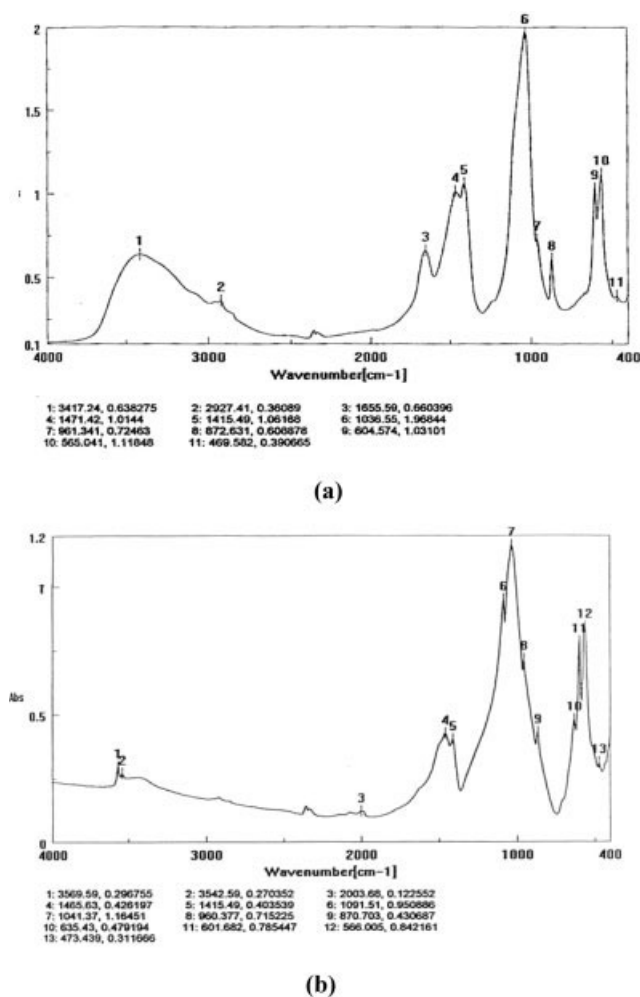 6
2
1.5
4
5
10
9
1
3
7
8
2
11
1
0.5
0.1
4000
3000
2000
1000
400
Wavenumber[cm-1]
1: 3417.24, 0.638275 2: 2927.41, 0.36089 3: 1655.59, 0.660396
4: 1471.42, 1.0144 5: 1415.49, 1.06168 6: 1036.55, 1.96844
7: 961.341, 0.72463 8: 872.631, 0.608878 9: 604.574, 1.03101
10: 565.041, 1.11848 11: 469.582, 0.390665
(a)
1.2
7
T
6
12
11
8
Abs
0.5
4
5
9
10
1
2
3
13
0
4000
3000
2000
1000
400
Wavenumber[cm-1]
1: 3569.59, 0.296755 2: 3542.59, 0.270352 3: 2003.68, 0.122552
4: 1465.63, 0.426197 5: 1415.49, 0.403539 6: 1091.51, 0.950886
7: 1041.37, 1.16451 8: 960.377, 0.715225 9: 870.703, 0.430687
10: 635.43, 0.479194 11: 601.682, 0.785447 12: 566.005, 0.842161
13: 473.439, 0.311666
(b)